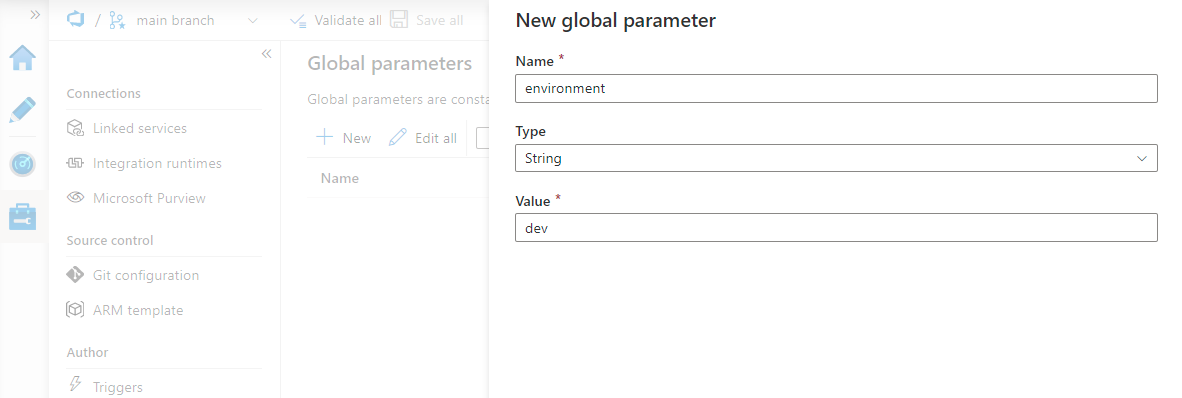 / main branch
Validate all
Save all
Connections
Linked services
Integration runtimes
Microsoft Purview
Source control
Git configuration
ARM template
Author
Triggers
Global parameters
Global parameters are consta
New
Edit all
Name
New global parameter
Name *
environment
Type
String
Value *
dev